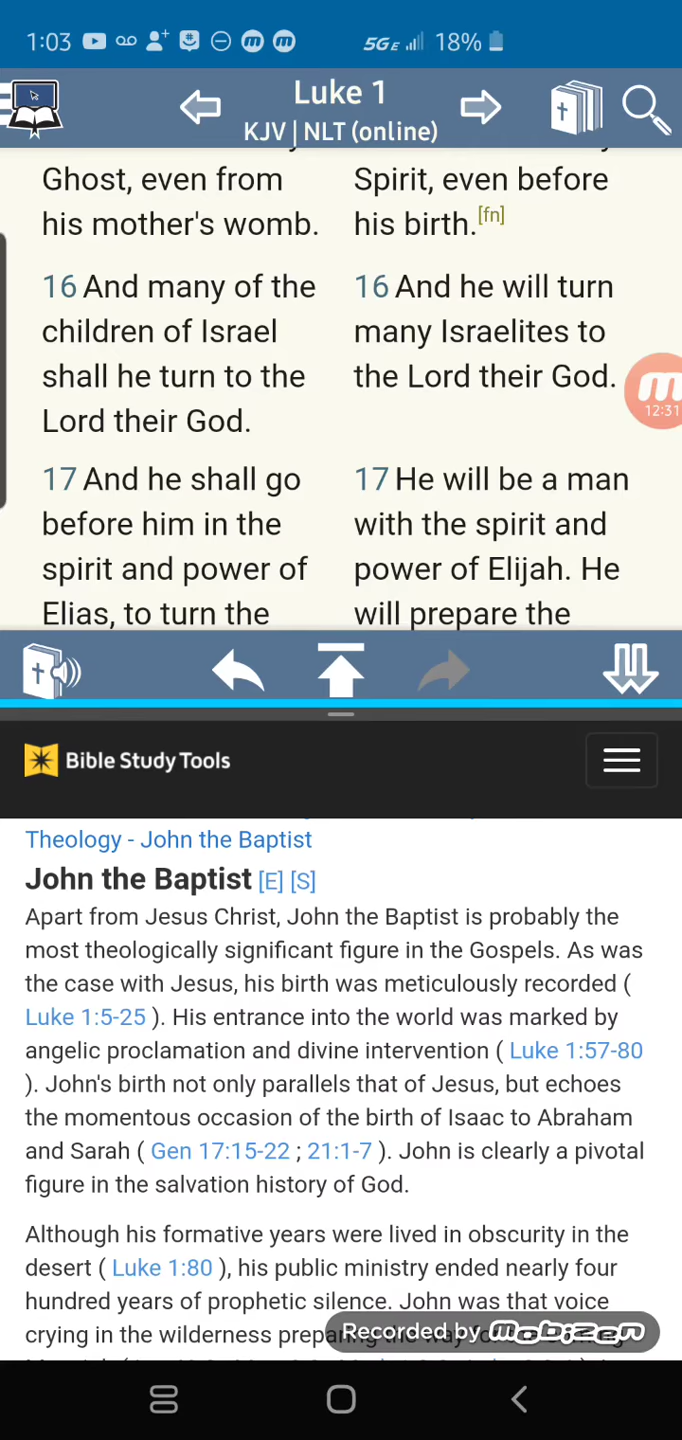 1:03 5GE 18%
Luke 1
KJV | NLT (online)
Ghost, even from
his mother's womb.
16 And many of the
children of Israel
shall he turn to the
Lord their God.
17 And he shall go
before him in the
spirit and power of
Elias, to turn the
Spirit, even before
his birth.[fn]
16 And he will turn
many Israelites to
the Lord their God.
17 He will be a man
with the spirit and
power of Elijah. He
will prepare the
12:31
Bible Study Tools
Theology - John the Baptist
John the Baptist [E] [S]
Apart from Jesus Christ, John the Baptist is probably the
most theologically significant figure in the Gospels. As was
the case with Jesus, his birth was meticulously recorded (
Luke 1:5-25 ). His entrance into the world was marked by
angelic proclamation and divine intervention ( Luke 1:57-80
). John's birth not only parallels that of Jesus, but echoes
the momentous occasion of the birth of Isaac to Abraham
and Sarah ( Gen 17:15-22 ; 21:1-7 ). John is clearly a pivotal
figure in the salvation history of God.
Although his formative years were lived in obscurity in the
desert ( Luke 1:80 ), his public ministry ended nearly four
hundred years of prophetic silence. John was that voice
crying in the wilderness preparing the way for
Recorded by Mobizen